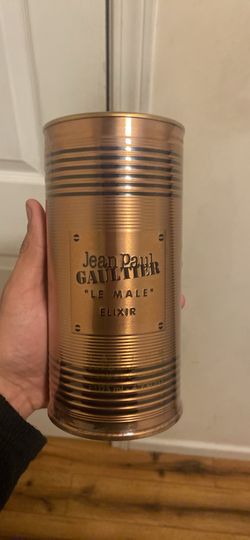 Jean Paul
GAULTIER
"LE MALE"
ELIXIR